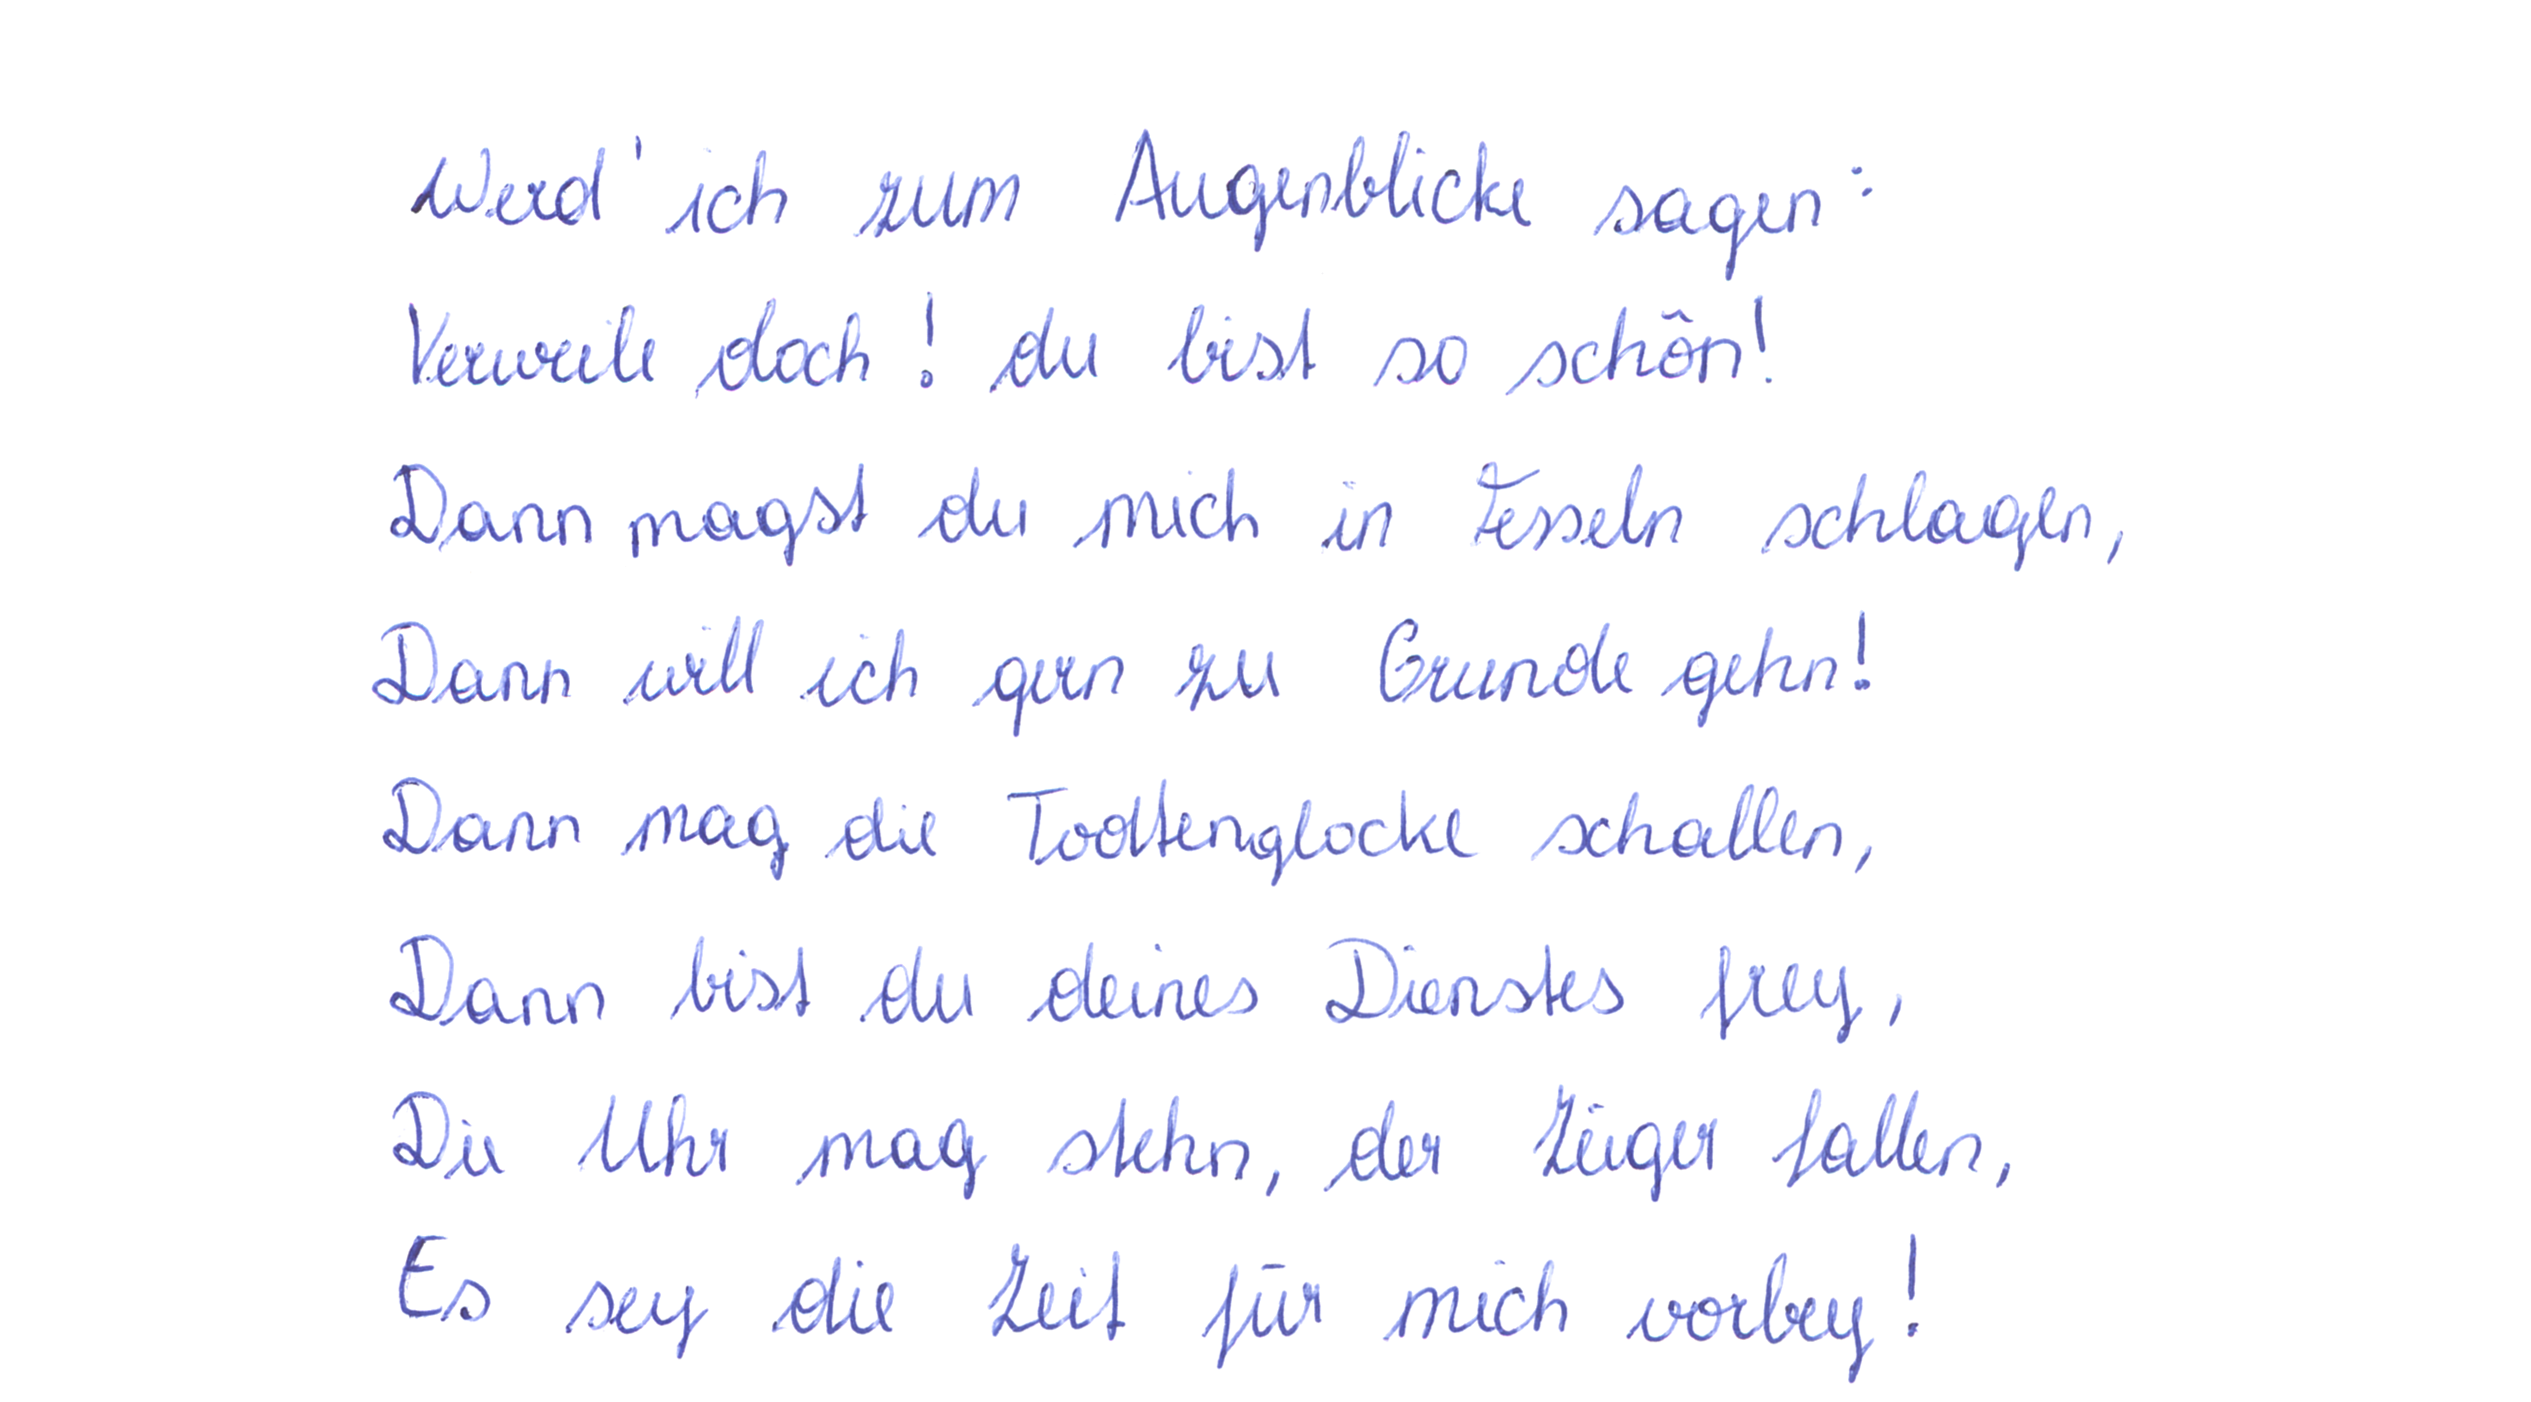 Werd' ich zum Augenblicke sagen:
Verweile doch! du bist so schön!
Dann magst du mich in Fesseln schlagen,
Dann will ich gern zu Grunde gehn!
Dann mag die Todtenglocke schallen,
Dann bist du deines Dienstes frey,
Die Uhr mag stehn, der Zeiger fallen,
Es sey die Zeit für mich vorbey!